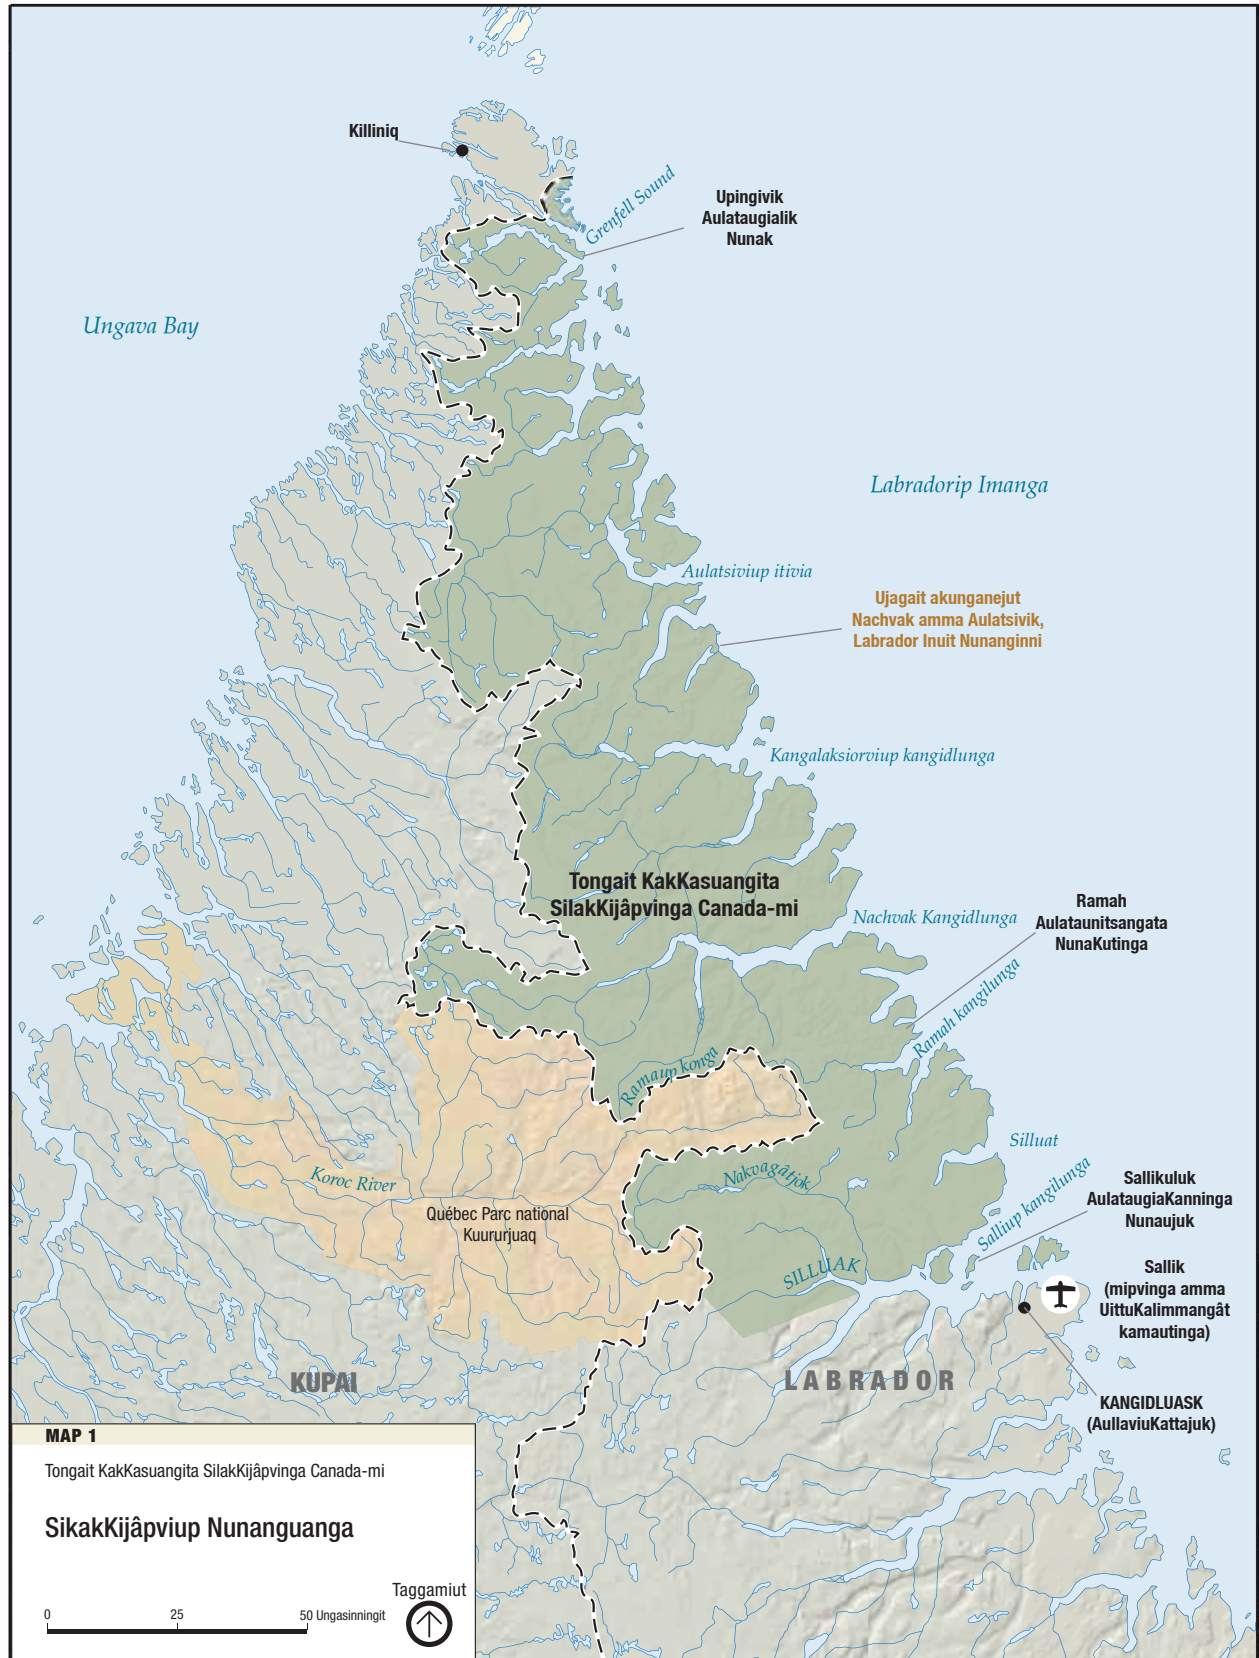 Killiniq
Grenfell Sound
Upingivik
Aulataugialik
Nunak
Ungava Bay
Labradorip Imanga
Aulatsiviup itivia
Ujagait akunganejut
Nachvak amma Aulatsivik,
Labrador Inuit Nunanginni
Kangalaksiorviup kangidlunga
Tongait KakKasuangita
SilakKijâpvinga Canada-mi
Ramah
Aulataunitsangata
NunaKutinga
Nachvak Kangidlunga
Ramah kangilunga
Ramaup konga
Silluat
Koroc River
Nakvagâtjok
Salliup kangilunga
Sallikuluk
AulataugiaKanninga
Nunaujuk
Québec Parc national
Kuururjuaq
SILLUAK
Sallik
(mipvinga amma
UittuKalimmangât
kamautinga)
KUPAI
LABRADOR
KANGIDLUASK
(AullaviuKattajuk)
MAP 1
Tongait KakKasuangita SilakKijâpvinga Canada-mi
SikakKijâpviup Nunanguanga
Taggamiut
0 25 50 Ungasinningit